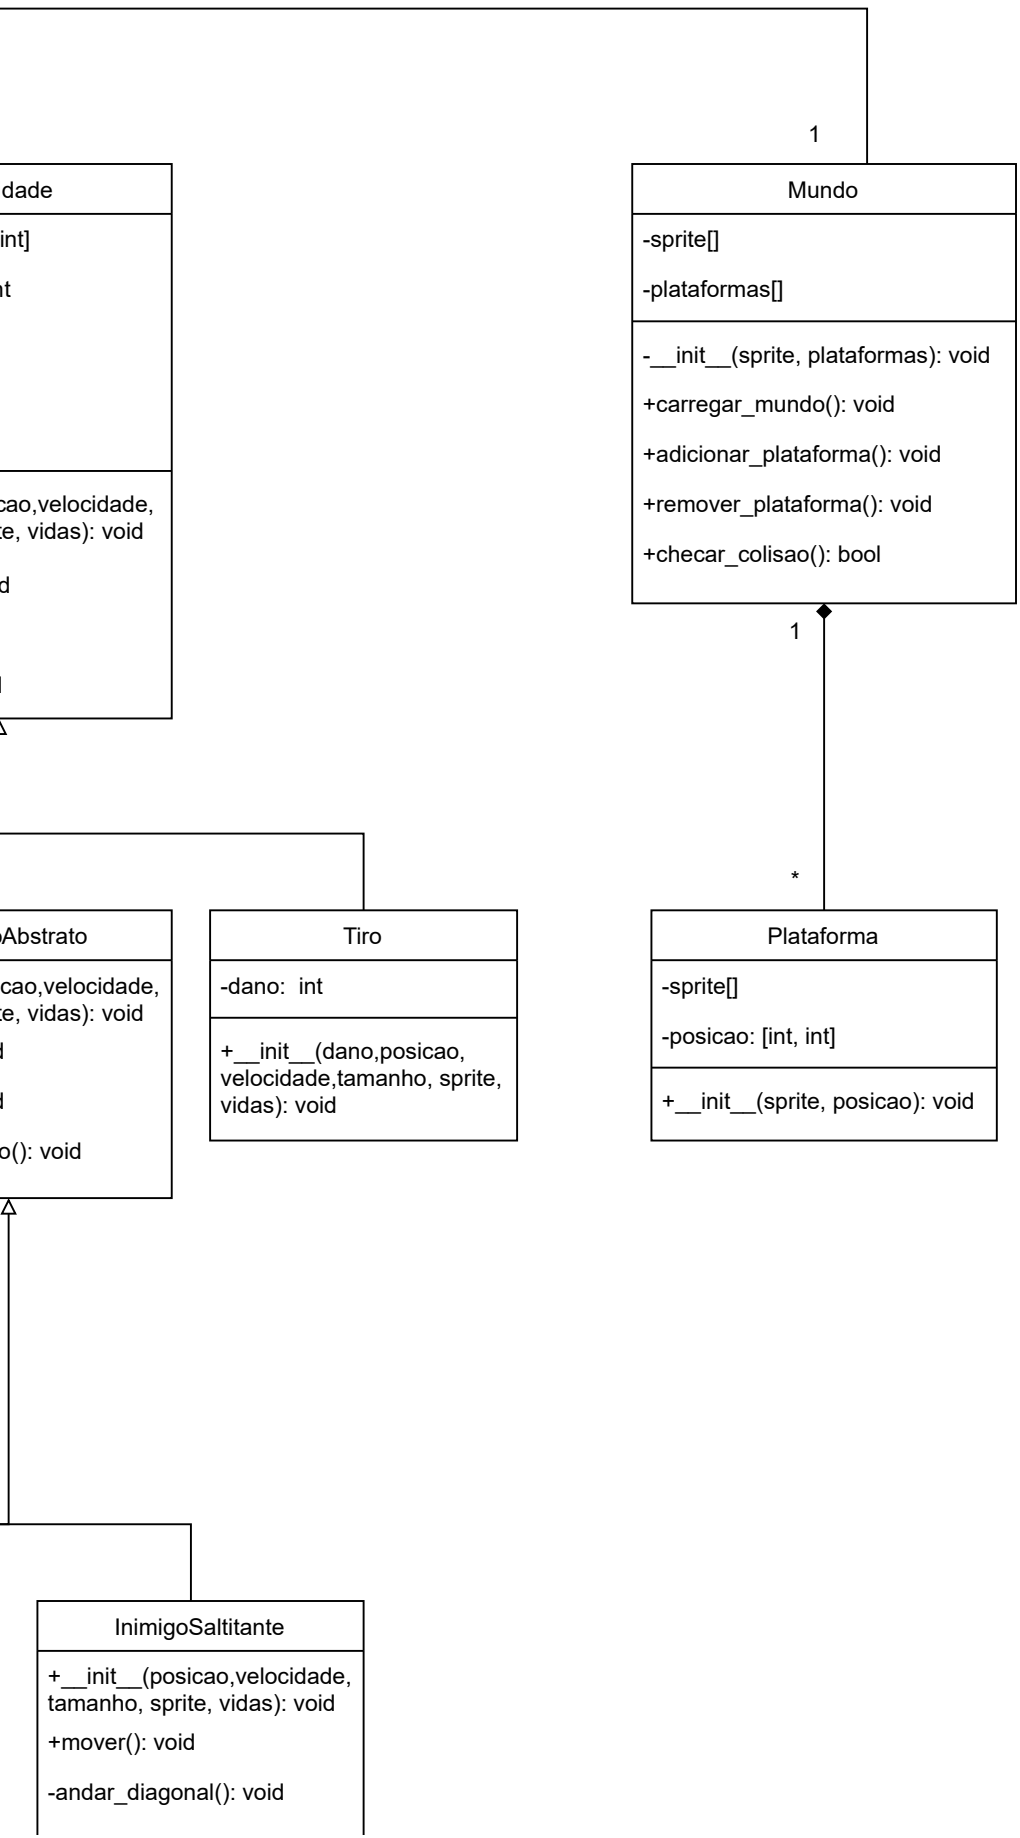 1
dade
int]
nt
cao,velocidade,
te, vidas): void
d
Mundo
-sprite[]
-plataformas[]
-__init__(sprite, plataformas): void
+carregar_mundo(): void
+adicionar_plataforma(): void
+remover_plataforma(): void
+checar_colisao(): bool
1
*
oAbstrato
cao,velocidade,
te, vidas): void
d
d
o(): void
Tiro
-dano:  int
+__init__(dano,posicao,
velocidade,tamanho, sprite,
vidas): void
Plataforma
-sprite[]
-posicao: [int, int]
+__init__(sprite, posicao): void
InimigoSaltitante
+__init__(posicao,velocidade,
tamanho, sprite, vidas): void
+mover(): void
-andar_diagonal(): void